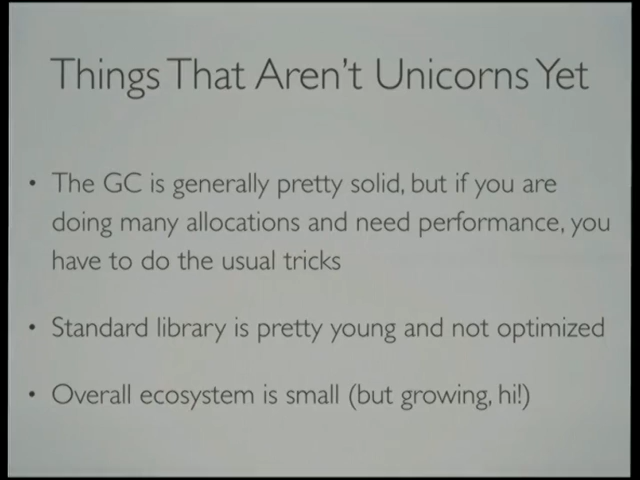 Things That Aren't Unicorns Yet
• The GC is generally pretty solid, but if you are
doing many allocations and need performance, you
have to do the usual tricks
• Standard library is pretty young and not optimized
• Overall ecosystem is small (but growing, hi!)